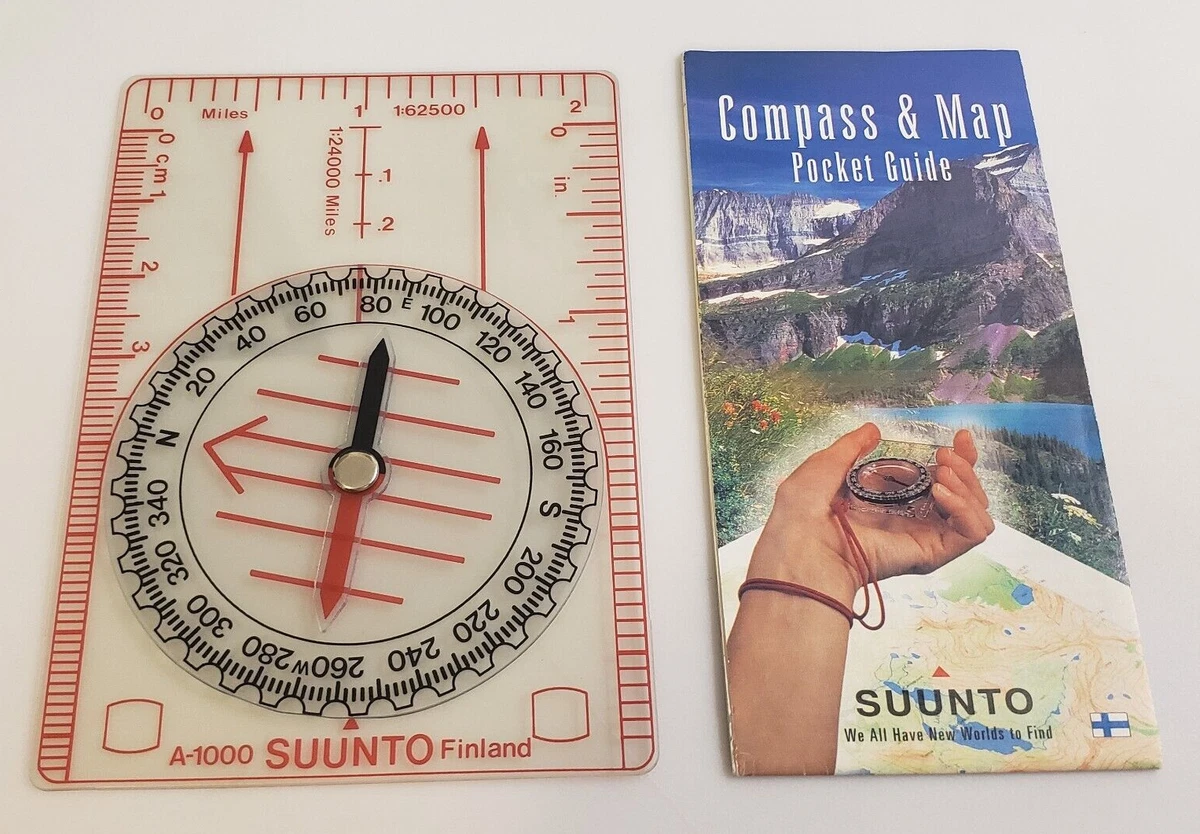 0 Miles 1 1:62500 2
0 cm 1 2 3
1:24000 Miles
.1
.2
0 in. 1
N 20 40 60 80 E 100 120 140 160 S 200 220 240 260 W 280 300 320 340
A-1000 SUUNTO Finland
Compass & Map
Pocket Guide
SUUNTO
We All Have New Worlds to Find